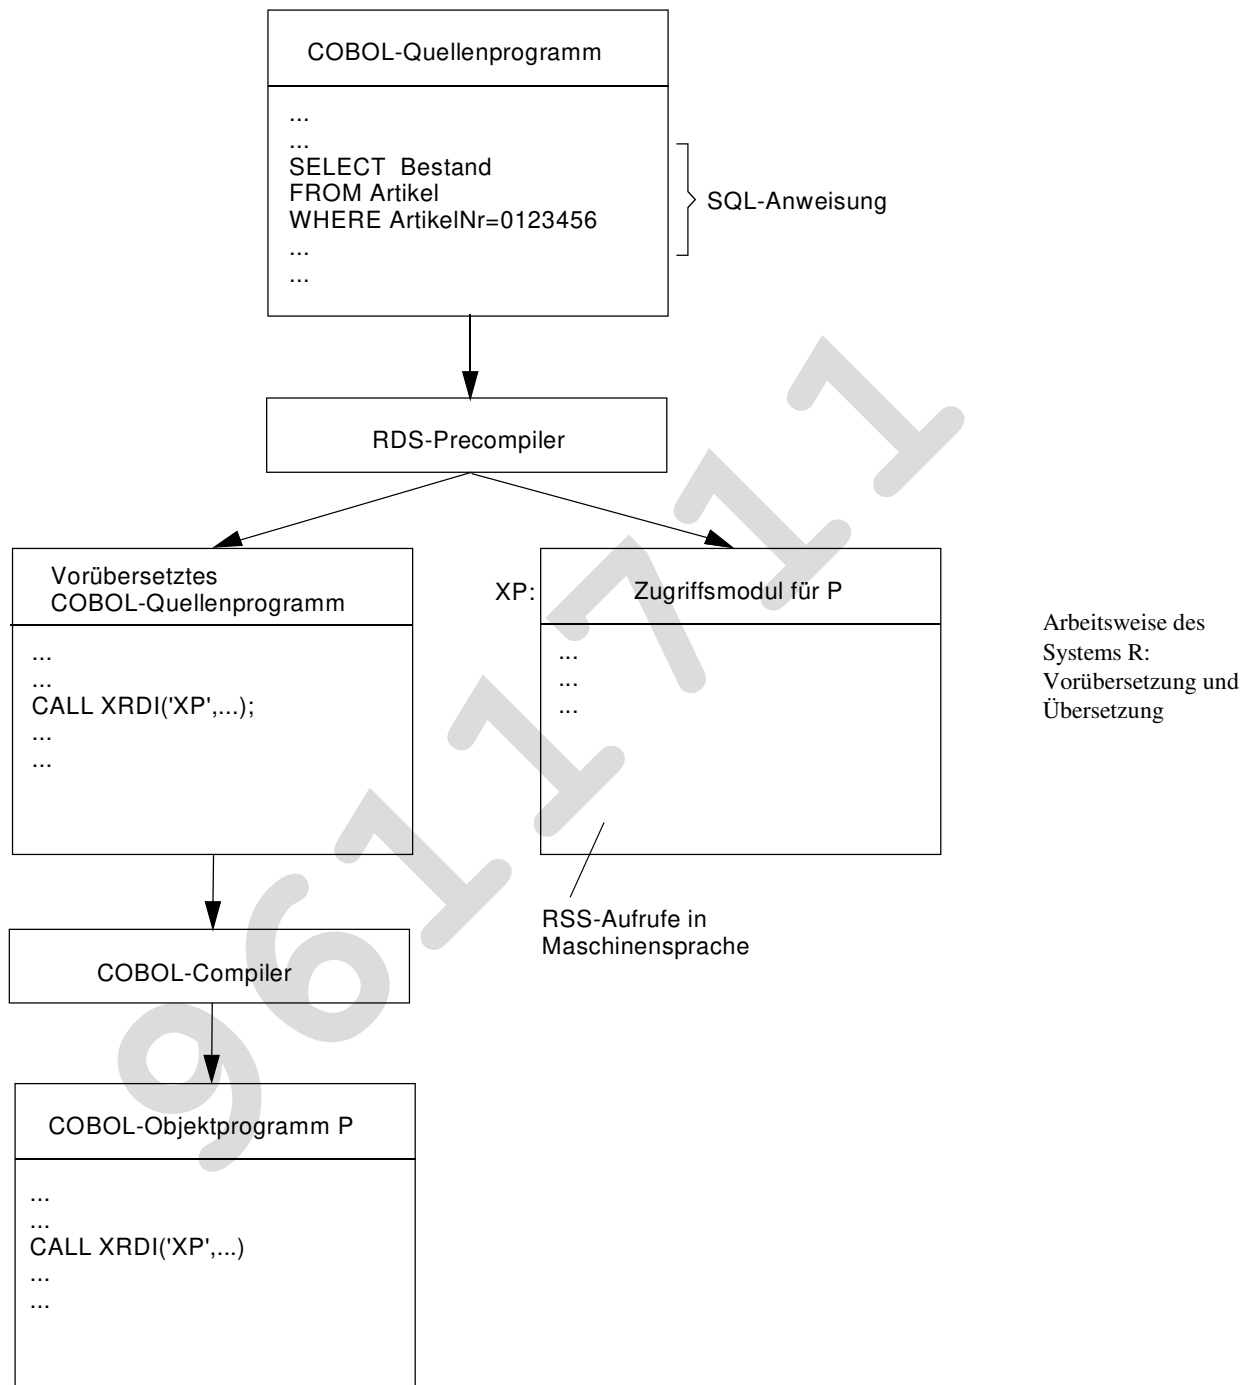 COBOL-Quellenprogramm
...
...
SELECT  Bestand
FROM Artikel
WHERE ArtikelNr=0123456
...
...
SQL-Anweisung
RDS-Precompiler
Vorübersetztes
COBOL-Quellenprogramm
...
...
CALL XRDI('XP',...);
...
...
XP:
Zugriffsmodul für P
...
...
...
Arbeitsweise des
Systems R:
Vorübersetzung und
Übersetzung
RSS-Aufrufe in
Maschinensprache
COBOL-Compiler
COBOL-Objektprogramm P
...
...
CALL XRDI('XP',...)
...
...
9611711